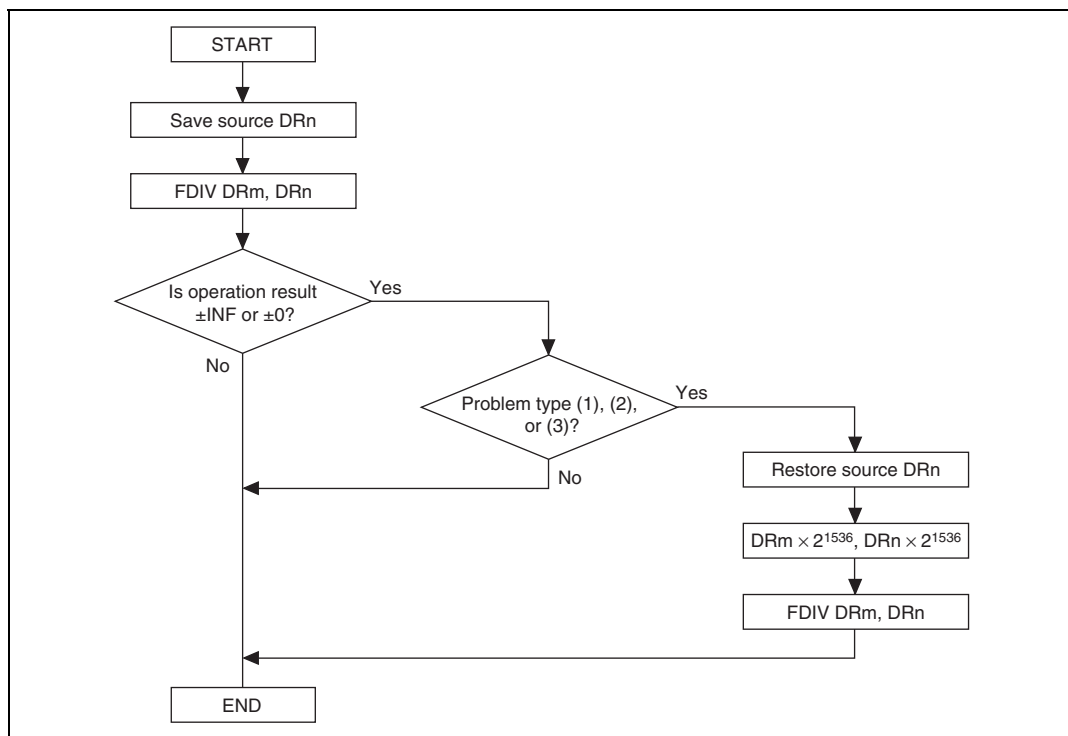 START
Save source DRn
FDIV DRm, DRn
Is operation result
±INF or ±0?
Yes
No
Problem type (1), (2),
or (3)?
Yes
No
Restore source DRn
DRm × 2¹⁵³⁶, DRn × 2¹⁵³⁶
FDIV DRm, DRn
END